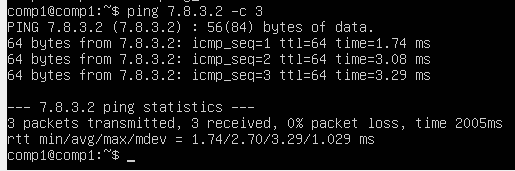 comp1@comp1:~$ ping 7.8.3.2 -c 3
PING 7.8.3.2 (7.8.3.2) : 56(84) bytes of data.
64 bytes from 7.8.3.2: icmp_seq=1 ttl=64 time=1.74 ms
64 bytes from 7.8.3.2: icmp_seq=2 ttl=64 time=3.08 ms
64 bytes from 7.8.3.2: icmp_seq=3 ttl=64 time=3.29 ms

--- 7.8.3.2 ping statistics ---
3 packets transmitted, 3 received, 0% packet loss, time 2005ms
rtt min/avg/max/mdev = 1.74/2.70/3.29/1.029 ms
comp1@comp1:~$ _